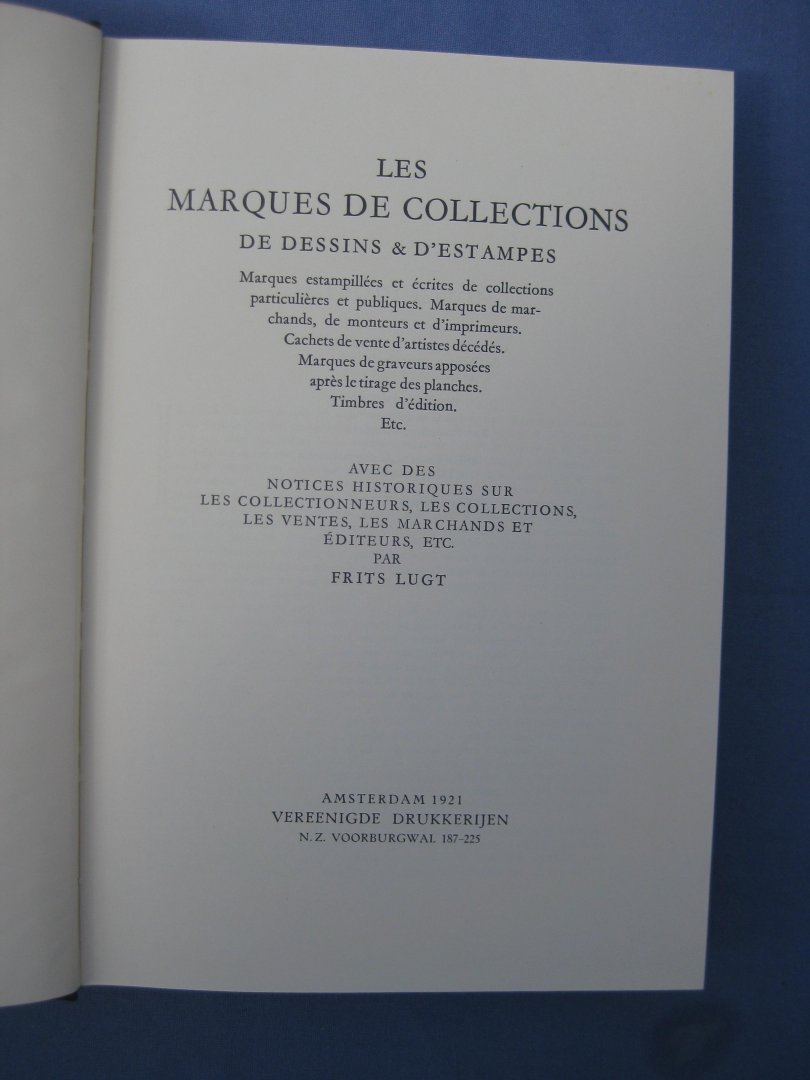 LES
MARQUES DE COLLECTIONS
DE DESSINS & D'ESTAMPES
Marques estampillées et écrites de collections
particulières et publiques. Marques de mar-
chands, de monteurs et d'imprimeurs.
Cachets de vente d'artistes décédés.
Marques de graveurs apposées
après le tirage des planches.
Timbres d'édition.
Etc.
AVEC DES
NOTICES HISTORIQUES SUR
LES COLLECTIONNEURS, LES COLLECTIONS,
LES VENTES, LES MARCHANDS ET
ÉDITEURS, ETC.
PAR
FRITS LUGT
AMSTERDAM 1921
VEREENIGDE DRUKKERIJEN
N. Z. VOORBURGWAL 187-225